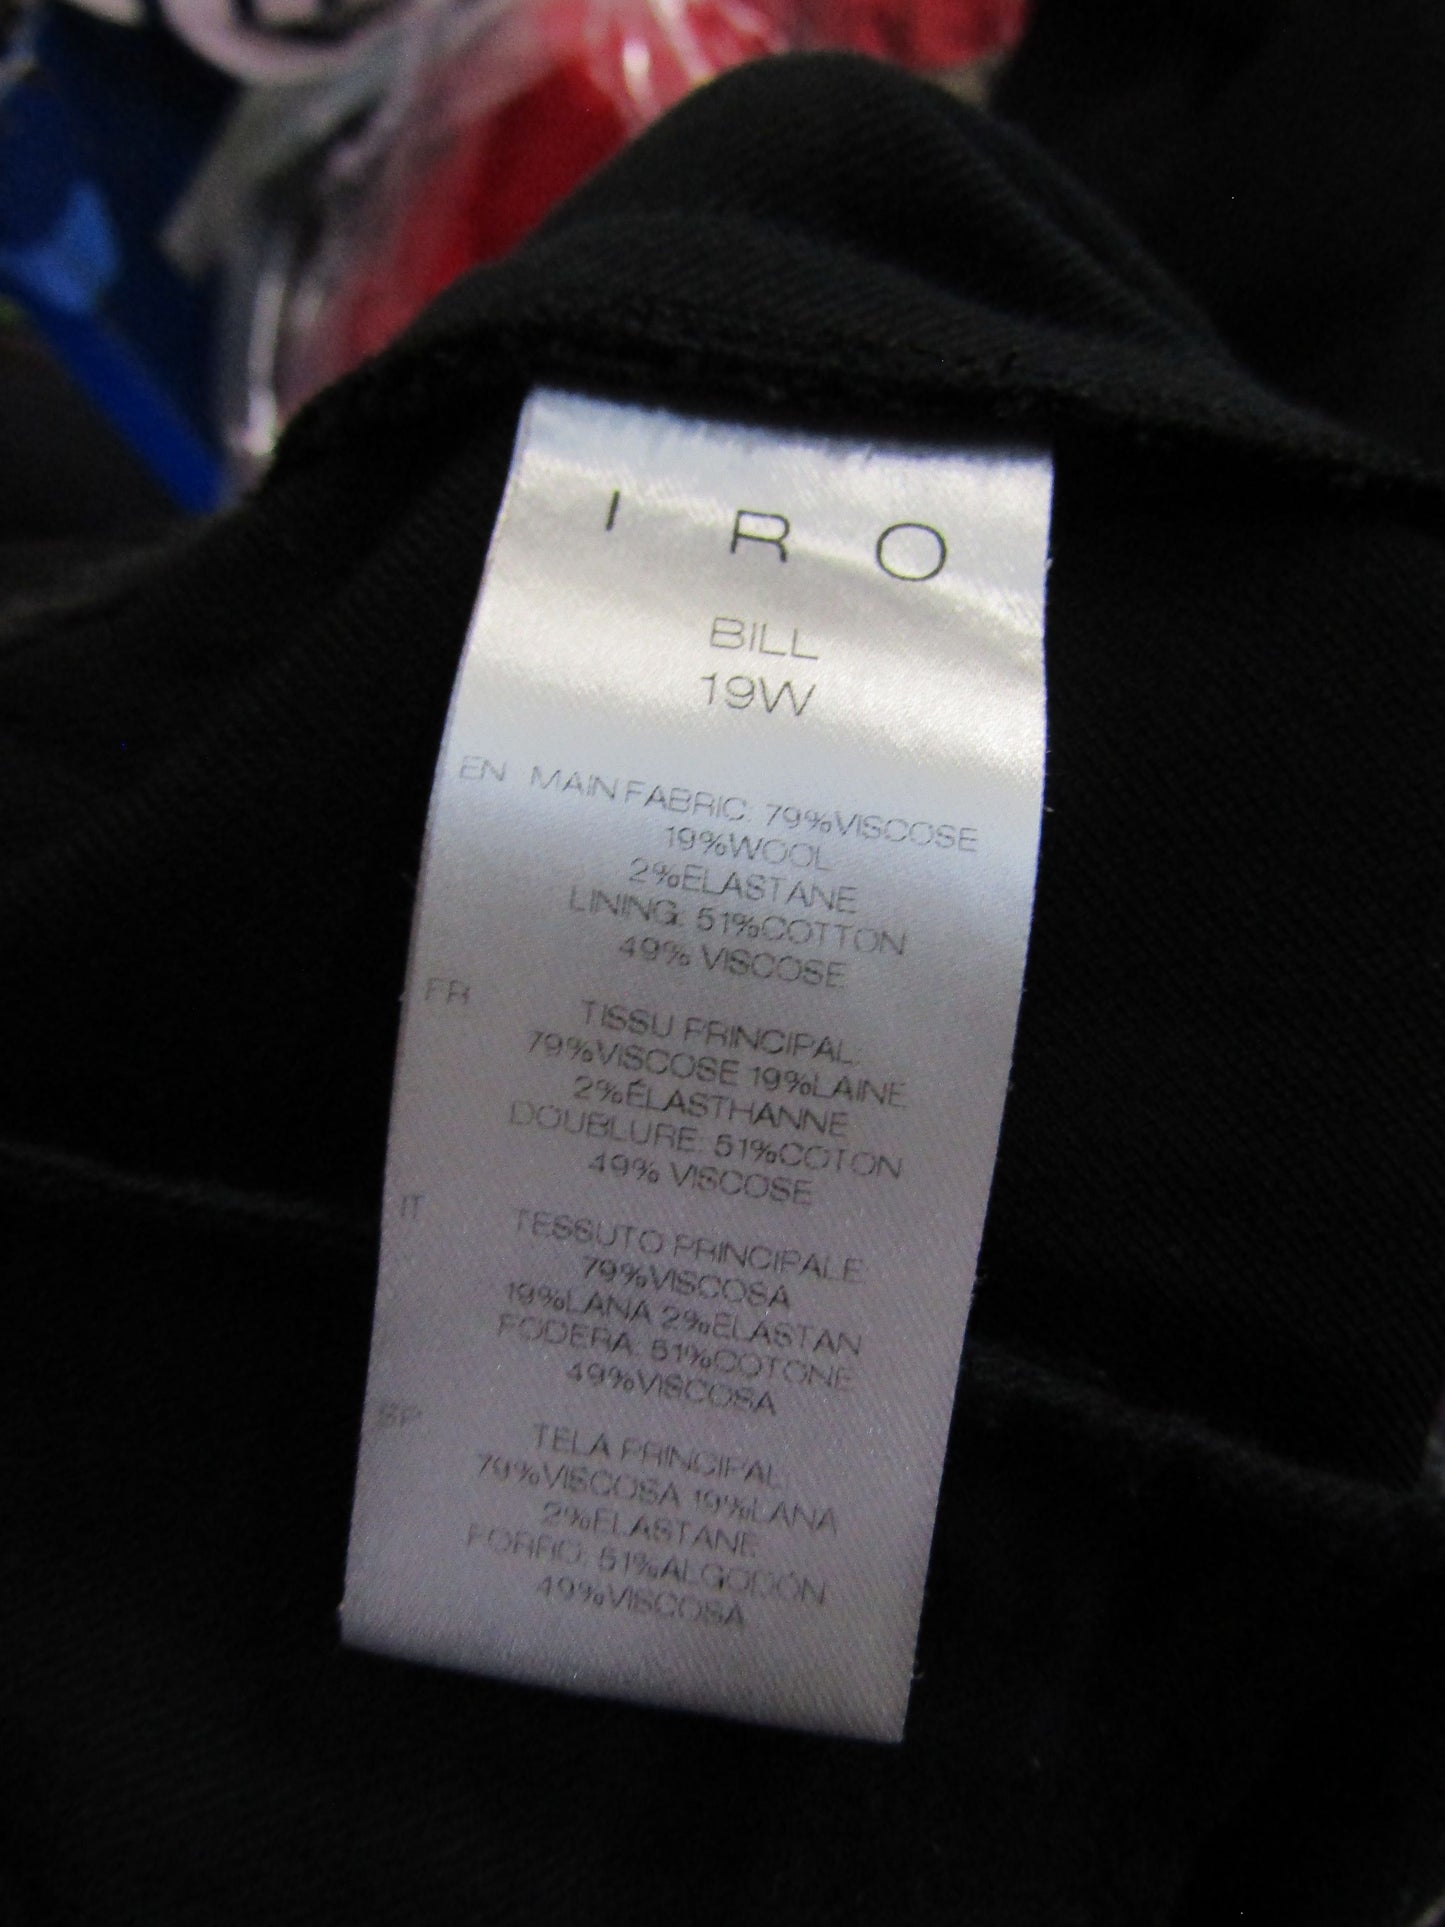 IRO
BILL
19W
EN MAIN FABRIC: 79%VISCOSE
19%WOOL
2%ELASTANE
LINING: 51%COTTON
49% VISCOSE
FR TISSU PRINCIPAL:
79%VISCOSE 19%LAINE
2%ÉLASTHANNE
DOUBLURE: 51%COTON
49% VISCOSE
IT TESSUTO PRINCIPALE
79%VISCOSA
19%LANA 2%ELASTAN
FODERA: 51%COTONE
49%VISCOSA
SP TELA PRINCIPAL:
79%VISCOSA 19%LANA
2%ELASTANE
FORRO: 51%ALGODÓN
49%VISCOSA